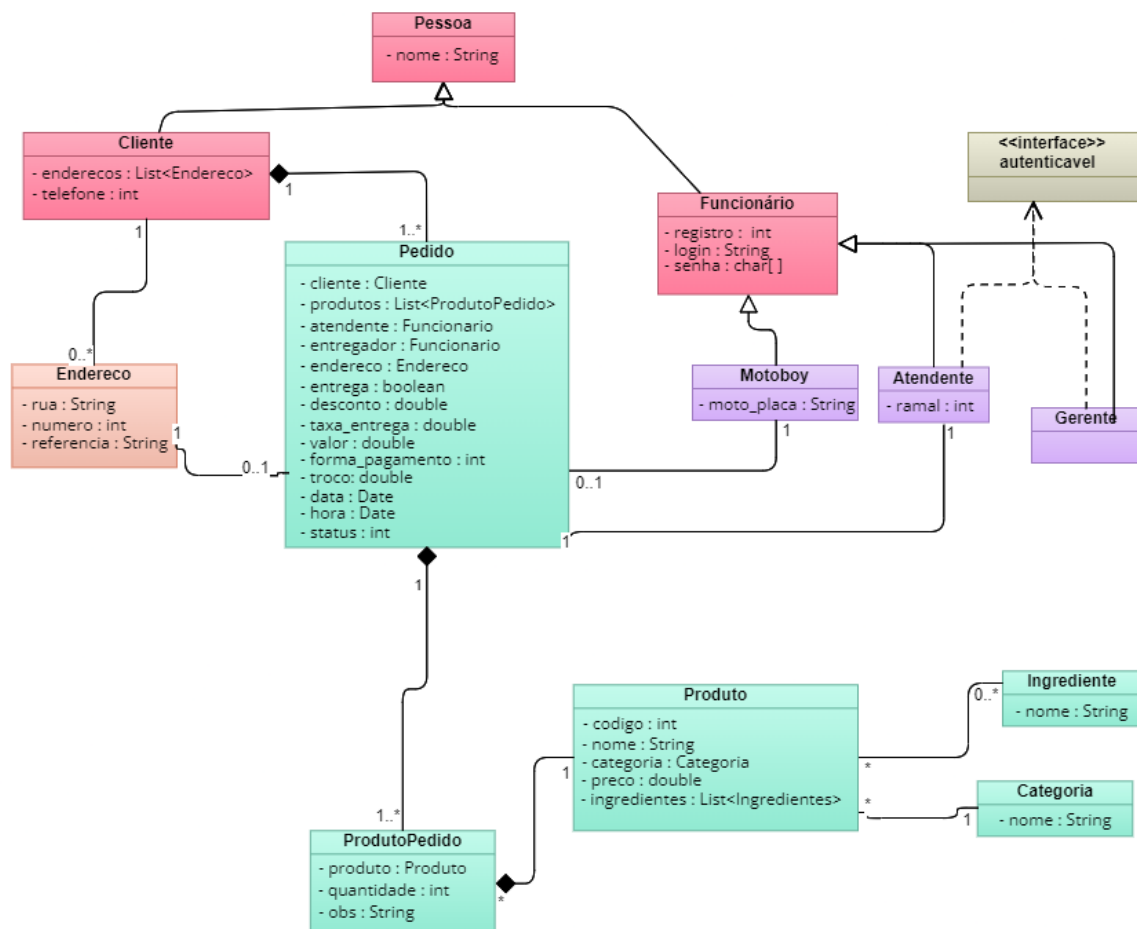 Pessoa
- nome : String
Cliente
- enderecos : List<Endereco>
- telefone : int
<<interface>>
autenticavel
Funcionário
- registro : int
- login : String
- senha : char[ ]
1
1
1..*
0..*
Pedido
- cliente : Cliente
- produtos : List<ProdutoPedido>
- atendente : Funcionario
- entregador : Funcionario
- endereco : Endereco
- entrega : boolean
- desconto : double
- taxa_entrega : double
- valor : double
- forma_pagamento : int
- troco: double
- data : Date
- hora : Date
- status : int
Endereco
- rua : String
- numero : int
- referencia : String
1
0..1
Motoboy
- moto_placa : String
1
0..1
Atendente
- ramal : int
1
1
Gerente
1
1..*
Produto
- codigo : int
- nome : String
- categoria : Categoria
- preco : double
- ingredientes : List<Ingredientes>
Ingrediente
- nome : String
0..*
*
Categoria
- nome : String
*
1
1
*
ProdutoPedido
- produto : Produto
- quantidade : int
- obs : String